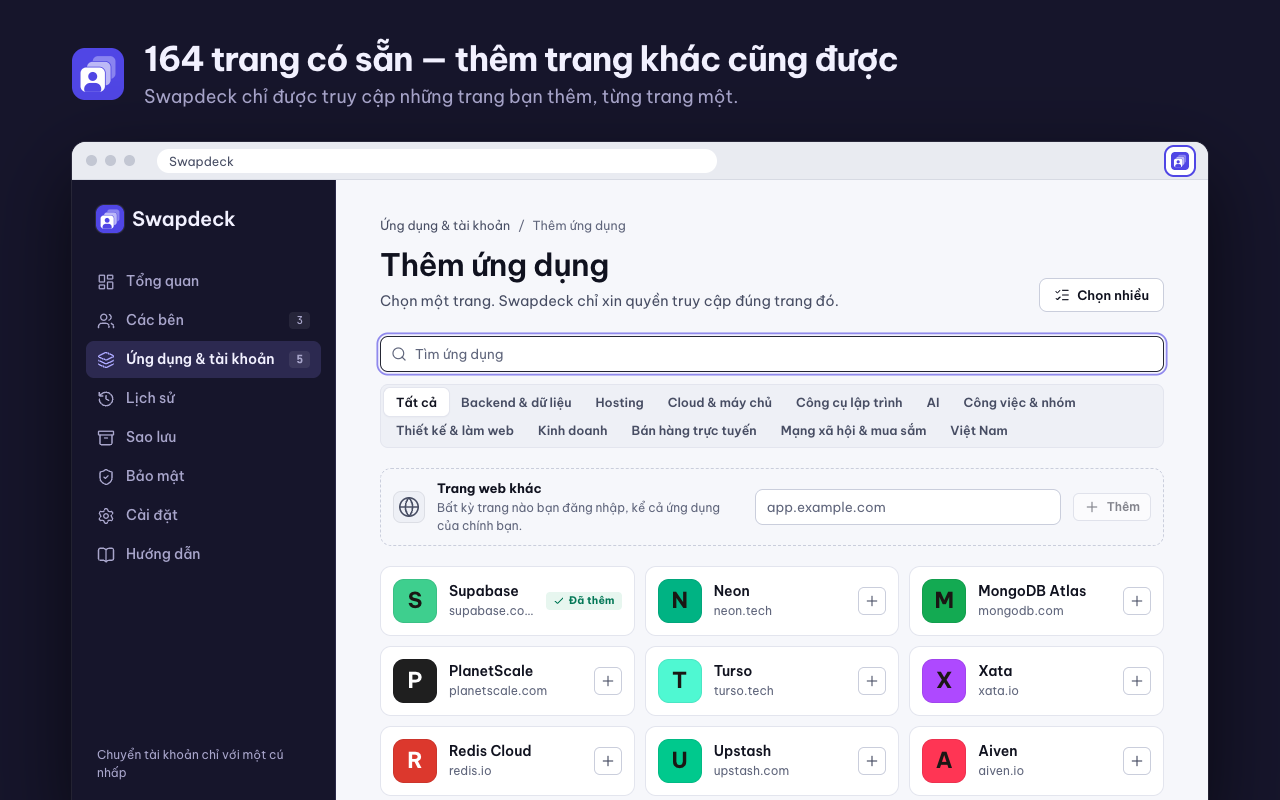 164 trang có sẵn — thêm trang khác cũng được
Swapdeck chỉ được truy cập những trang bạn thêm, từng trang một.
Swapdeck
Swapdeck
Tổng quan
Các bên 3
Ứng dụng & tài khoản 5
Lịch sử
Sao lưu
Bảo mật
Cài đặt
Hướng dẫn
Chuyển tài khoản chỉ với một cú
nhấp
Ứng dụng & tài khoản / Thêm ứng dụng
Thêm ứng dụng
Chọn một trang. Swapdeck chỉ xin quyền truy cập đúng trang đó.
Chọn nhiều
Tìm ứng dụng
Tất cả Backend & dữ liệu Hosting Cloud & máy chủ Công cụ lập trình AI Công việc & nhóm
Thiết kế & làm web Kinh doanh Bán hàng trực tuyến Mạng xã hội & mua sắm Việt Nam
Trang web khác
Bất kỳ trang nào bạn đăng nhập, kể cả ứng dụng
của chính bạn.
app.example.com
Thêm
S Supabase
supabase.co...
Đã thêm
N Neon
neon.tech
M MongoDB Atlas
mongodb.com
P PlanetScale
planetscale.com
T Turso
turso.tech
X Xata
xata.io
R Redis Cloud
redis.io
U Upstash
upstash.com
A Aiven
aiven.io